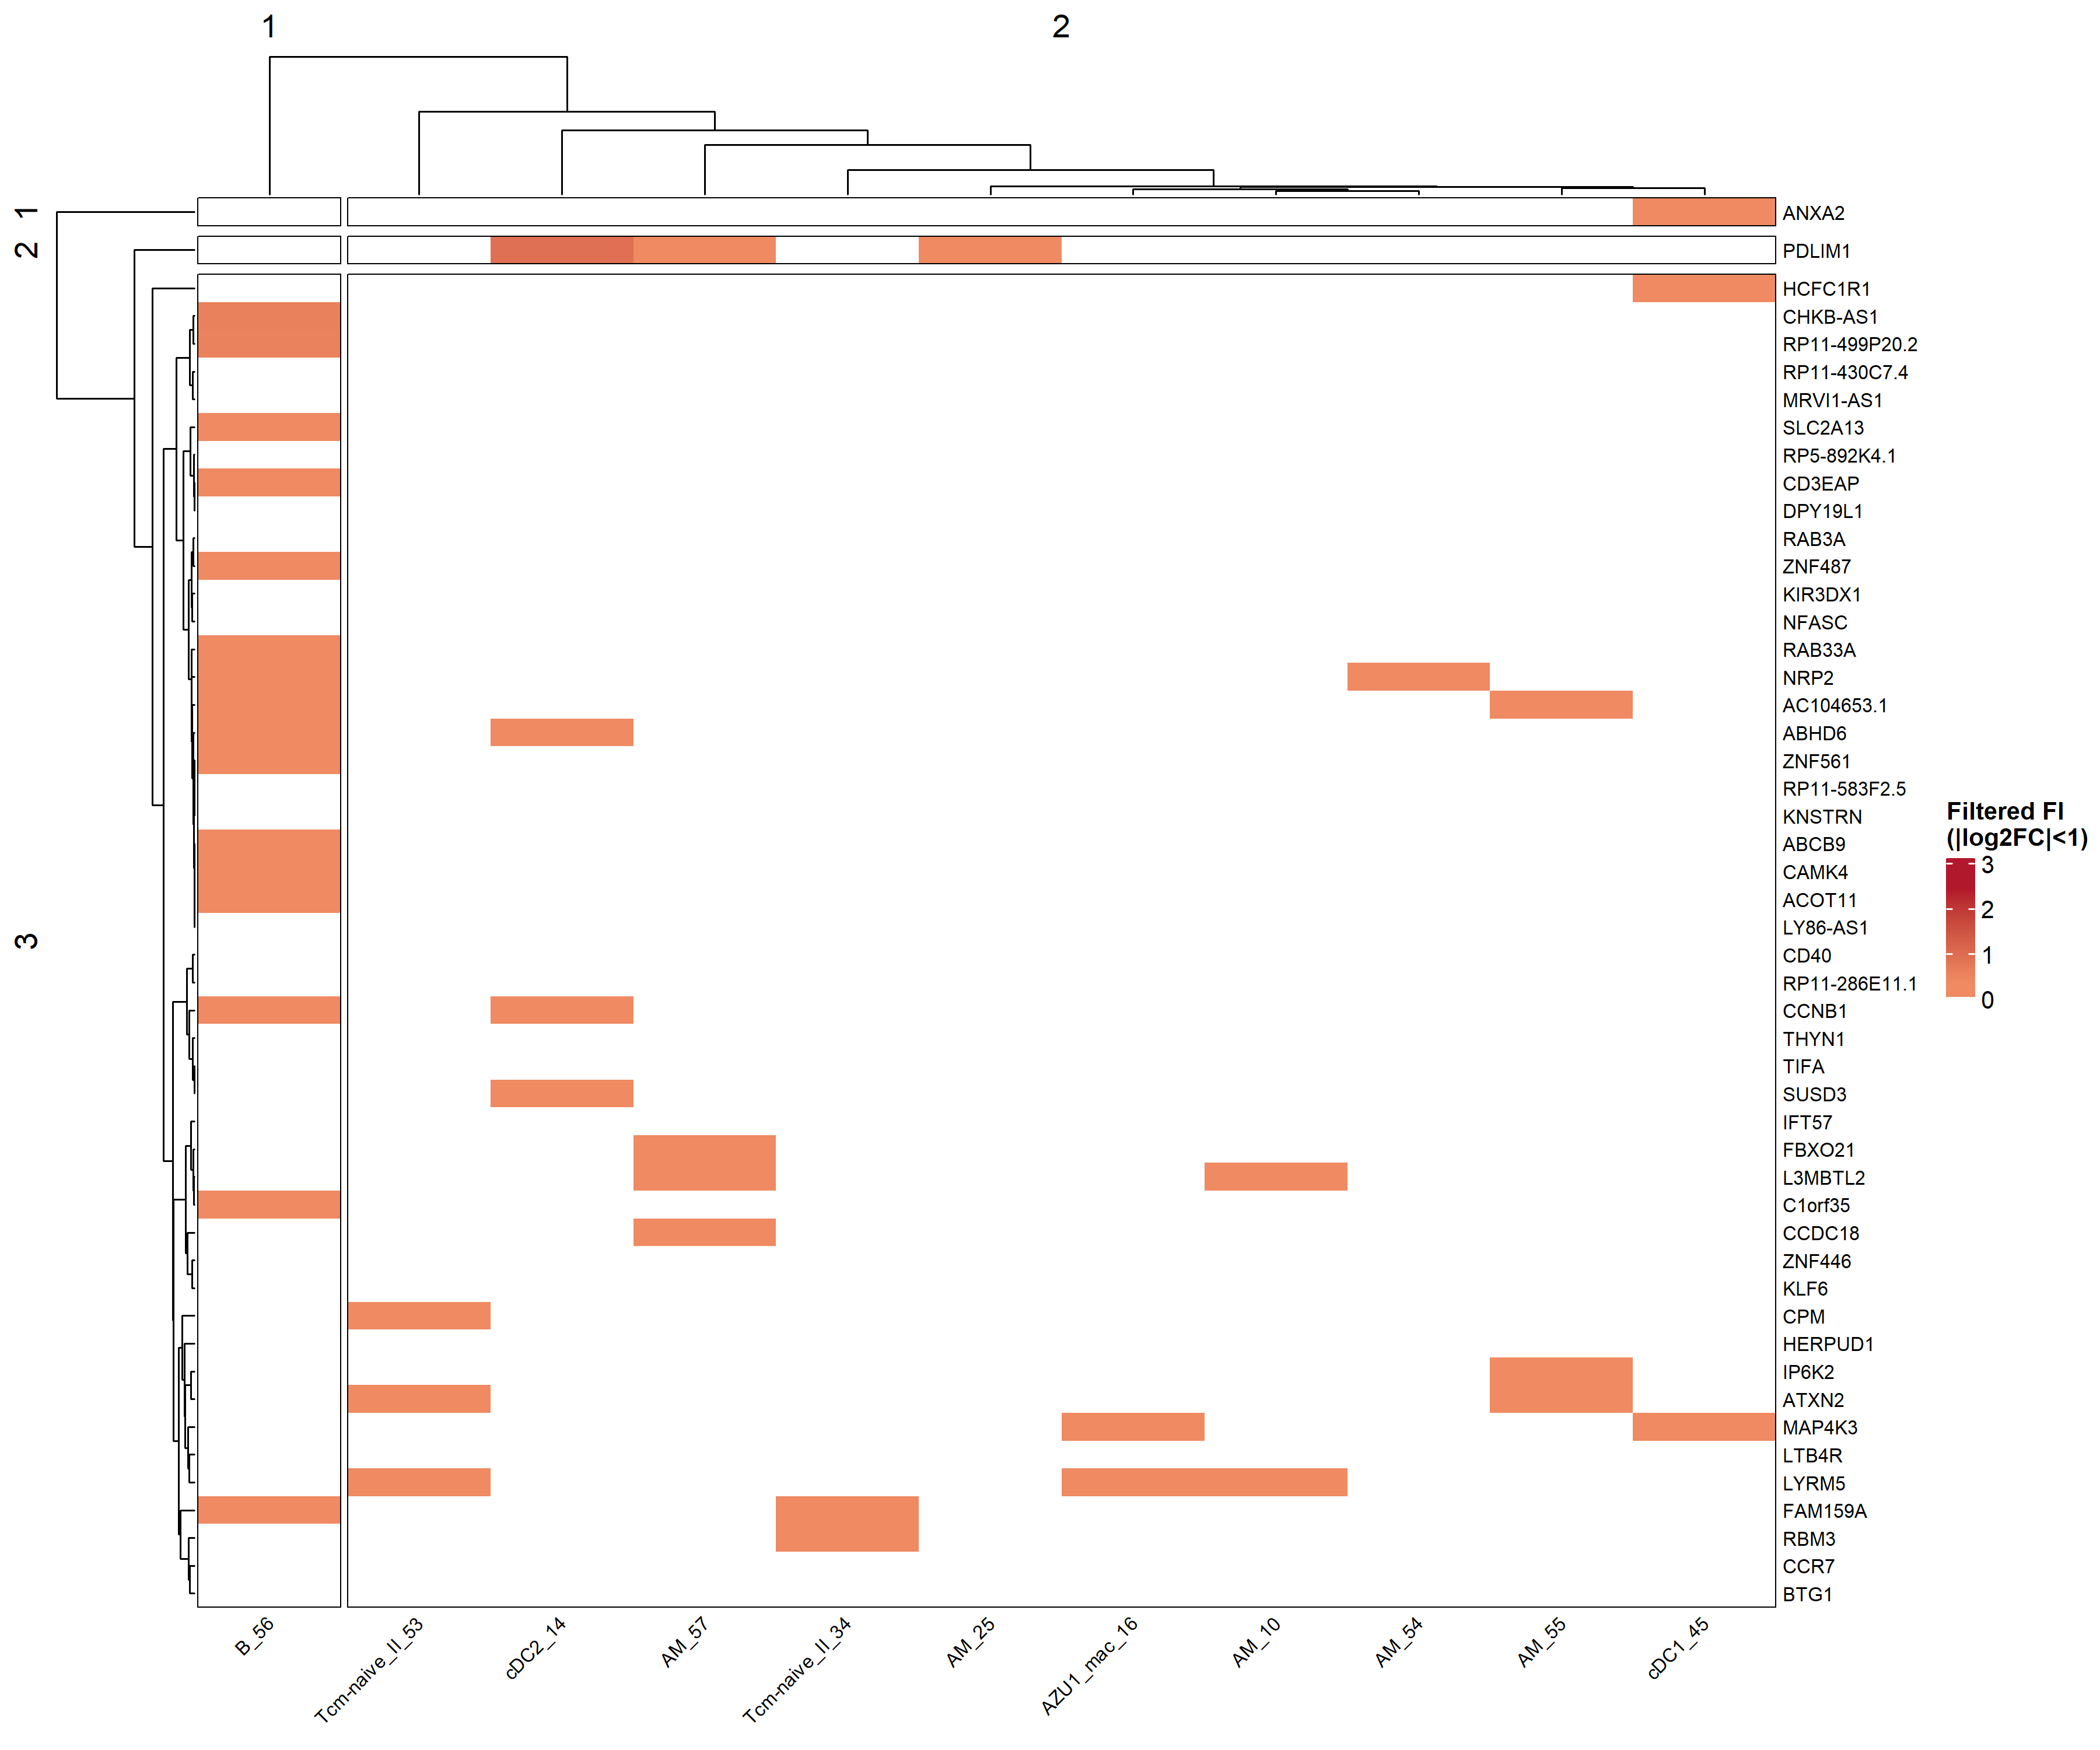 1
2
1
2
3
ANXA2
PDLIM1
HCFC1R1
CHKB-AS1
RP11-499P20.2
RP11-430C7.4
MRVI1-AS1
SLC2A13
RP5-892K4.1
CD3EAP
DPY19L1
RAB3A
ZNF487
KIR3DX1
NFASC
RAB33A
NRP2
AC104653.1
ABHD6
ZNF561
RP11-583F2.5
KNSTRN
ABCB9
CAMK4
ACOT11
LY86-AS1
CD40
RP11-286E11.1
CCNB1
THYN1
TIFA
SUSD3
IFT57
FBXO21
L3MBTL2
C1orf35
CCDC18
ZNF446
KLF6
CPM
HERPUD1
IP6K2
ATXN2
MAP4K3
LTB4R
LYRM5
FAM159A
RBM3
CCR7
BTG1
B_56
Tcm-naive_II_53
cDC2_14
AM_57
Tcm-naive_II_34
AM_25
AZU1_mac_16
AM_10
AM_54
AM_55
cDC1_45
Filtered FI
(|log2FC|<1)
3
2
1
0